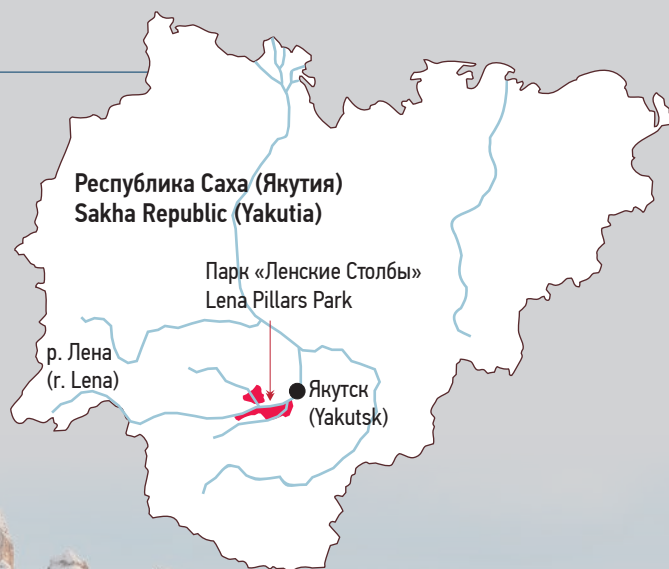 Республика Саха (Якутия)
Sakha Republic (Yakutia)
Парк «Ленские Столбы»
Lena Pillars Park
р. Лена
(r. Lena)
Якутск
(Yakutsk)